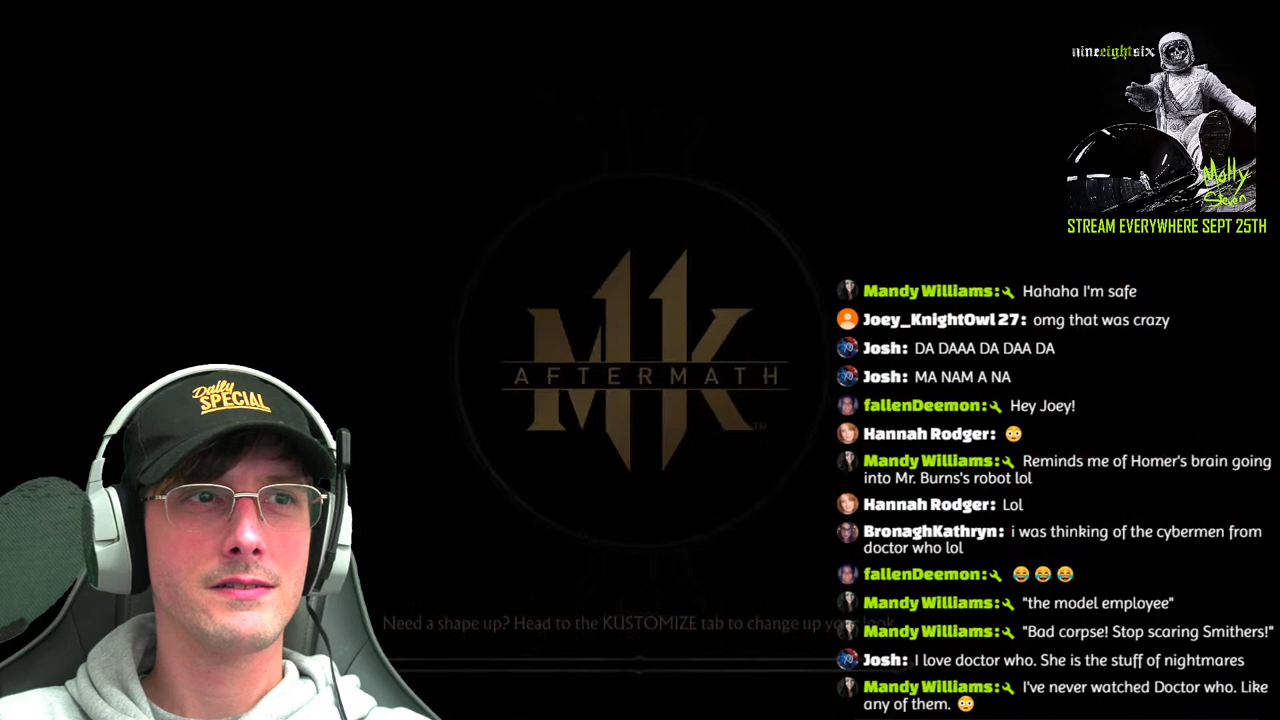 nineeightsix
Molly
Steven
STREAM EVERYWHERE SEPT 25TH
Mandy Williams: Hahaha I'm safe
Joey_KnightOwl 27: omg that was crazy
Josh: DA DAAA DA DAA DA
Josh: MA NAM A NA
fallenDeemon: Hey Joey!
Hannah Rodger: 😳
Mandy Williams: Reminds me of Homer's brain going
into Mr. Burns's robot lol
Hannah Rodger: Lol
BronaghKathryn: i was thinking of the cybermen from
doctor who lol
fallenDeemon: 😂 😂 😂
Mandy Williams: "the model employee"
Mandy Williams: "Bad corpse! Stop scaring Smithers!"
Josh: I love doctor who. She is the stuff of nightmares
Mandy Williams: I've never watched Doctor who. Like
any of them. 😳
MK11
AFTERMATH
TM
Daily
SPECIAL
Need a shape up? Head to the KUSTOMIZE tab to change up your look